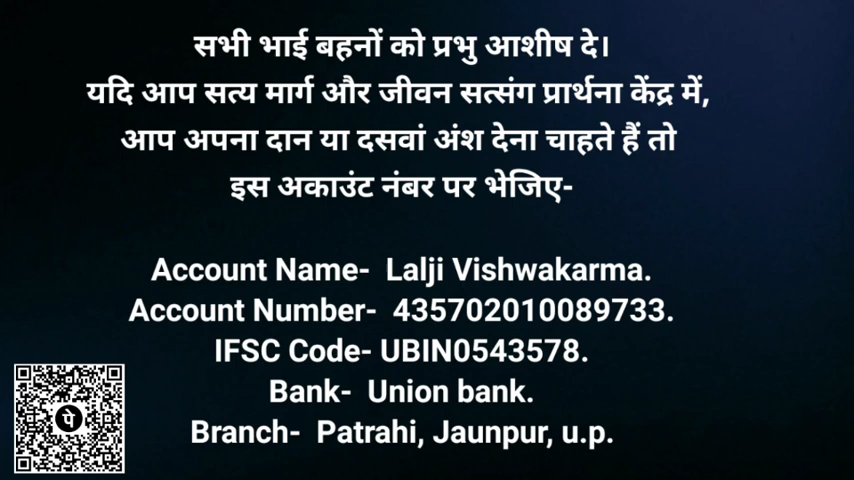 सभी भाई बहनों को प्रभु आशीष दे।
यदि आप सत्य मार्ग और जीवन सत्संग प्रार्थना केंद्र में,
आप अपना दान या दसवां अंश देना चाहते हैं तो
इस अकाउंट नंबर पर भेजिए-
Account Name- Lalji Vishwakarma.
Account Number- 435702010089733.
IFSC Code- UBIN0543578.
Bank- Union bank.
Branch- Patrahi, Jaunpur, u.p.
पे